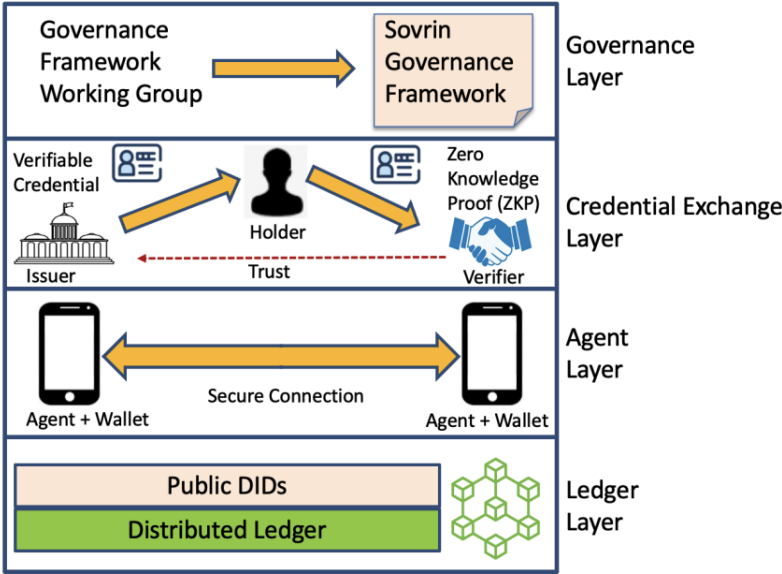 Governance
Framework
Working Group
Sovrin
Governance
Framework
Governance
Layer
Verifiable
Credential
Issuer
Holder
Zero
Knowledge
Proof (ZKP)
Verifier
Trust
Credential Exchange
Layer
Agent + Wallet
Secure Connection
Agent + Wallet
Agent
Layer
Public DIDs
Distributed Ledger
Ledger
Layer